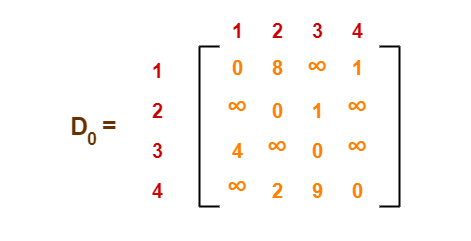 1 2 3 4
1 0 8 ∞ 1
2 ∞ 0 1 ∞
D0 =
3 4 ∞ 0 ∞
4 ∞ 2 9 0